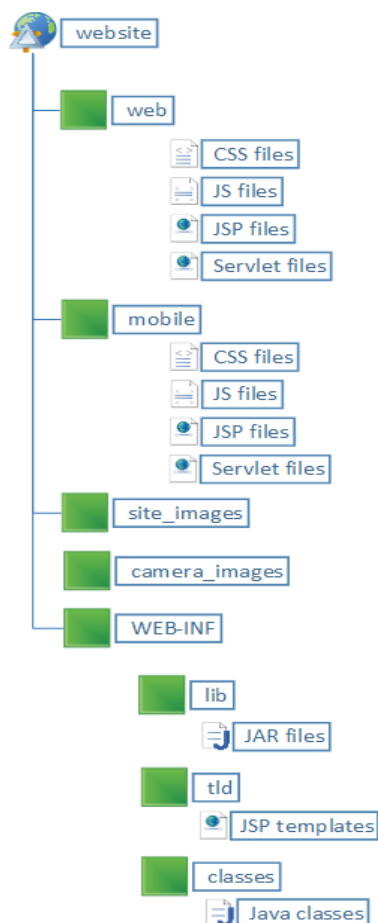 website
web
CSS files
JS files
JSP files
Servlet files
mobile
CSS files
JS files
JSP files
Servlet files
site_images
camera_images
WEB-INF
lib
JAR files
tld
JSP templates
classes
Java classes